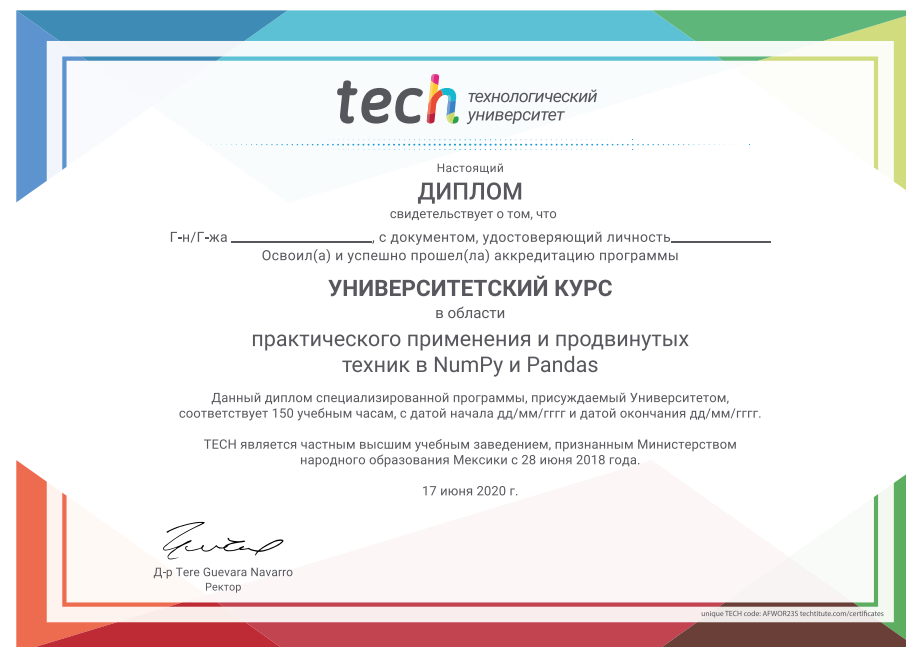 tech технологический
университет
Настоящий
ДИПЛОМ
свидетельствует о том, что
Г-н/Г-жа ________________, с документом, удостоверяющий личность____________
Освоил(а) и успешно прошел(ла) аккредитацию программы
УНИВЕРСИТЕТСКИЙ КУРС
в области
практического применения и продвинутых
техник в NumPy и Pandas
Данный диплом специализированной программы, присуждаемый Университетом,
соответствует 150 учебным часам, с датой начала дд/мм/гггг и датой окончания дд/мм/гггг.
TECH является частным высшим учебным заведением, признанным Министерством
народного образования Мексики с 28 июня 2018 года.
17 июня 2020 г.
Д-р Tere Guevara Navarro
Ректор
unique TECH code: AFWOR23S techtitute.com/certificates